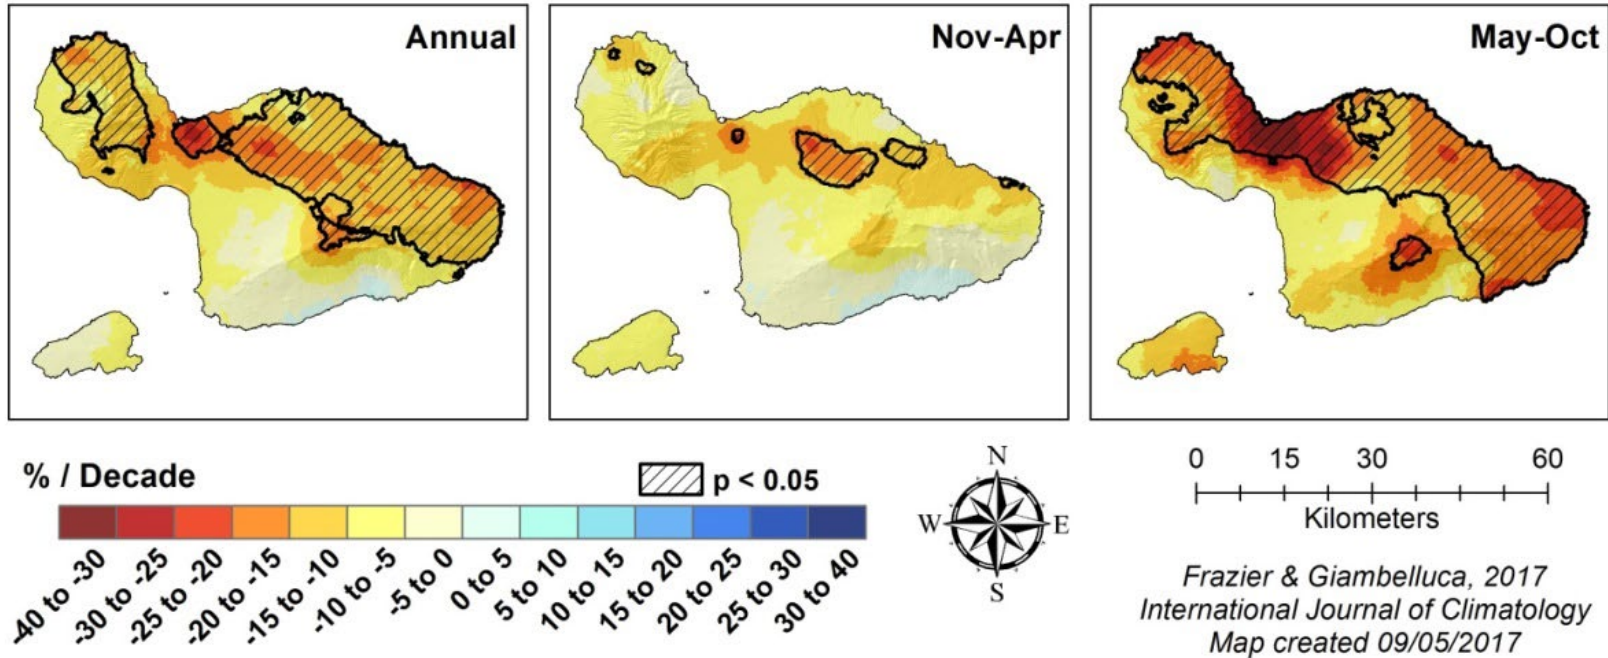 Annual
Nov-Apr
May-Oct
% / Decade
p < 0.05
-40 to -30
-30 to -25
-25 to -20
-20 to -15
-15 to -10
-10 to -5
-5 to 0
0 to 5
5 to 10
10 to 15
15 to 20
20 to 25
25 to 30
30 to 40
N
W E
S
0 15 30 60
Kilometers
Frazier & Giambelluca, 2017
International Journal of Climatology
Map created 09/05/2017